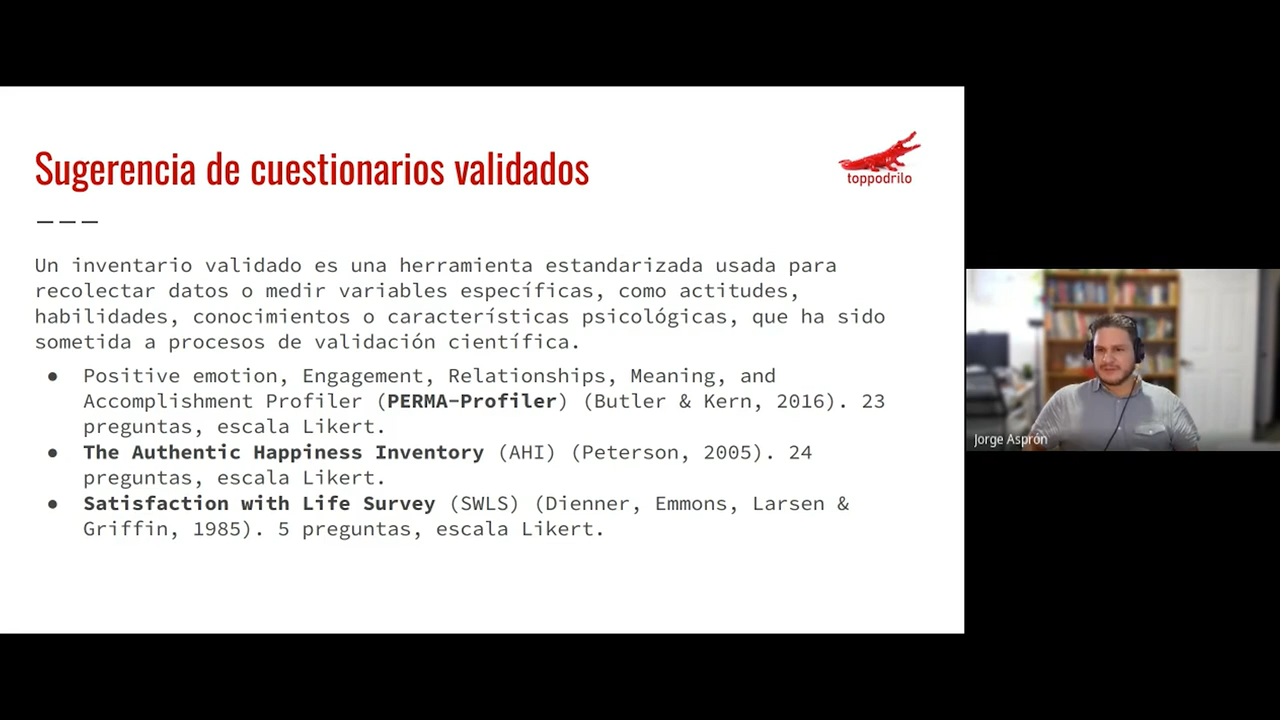 Sugerencia de cuestionarios validados
toppodrilo
Un inventario validado es una herramienta estandarizada usada para
recolectar datos o medir variables específicas, como actitudes,
habilidades, conocimientos o características psicológicas, que ha sido
sometida a procesos de validación científica.
● Positive emotion, Engagement, Relationships, Meaning, and
Accomplishment Profiler (PERMA-Profiler) (Butler & Kern, 2016). 23
preguntas, escala Likert.
● The Authentic Happiness Inventory (AHI) (Peterson, 2005). 24
preguntas, escala Likert.
● Satisfaction with Life Survey (SWLS) (Dienner, Emmons, Larsen &
Griffin, 1985). 5 preguntas, escala Likert.
Jorge Asprón